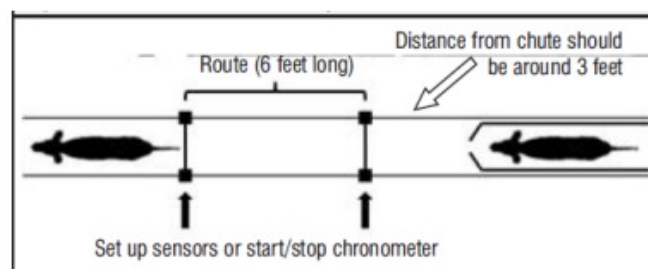 Distance from chute should
be around 3 feet
Route (6 feet long)
Set up sensors or start/stop chronometer